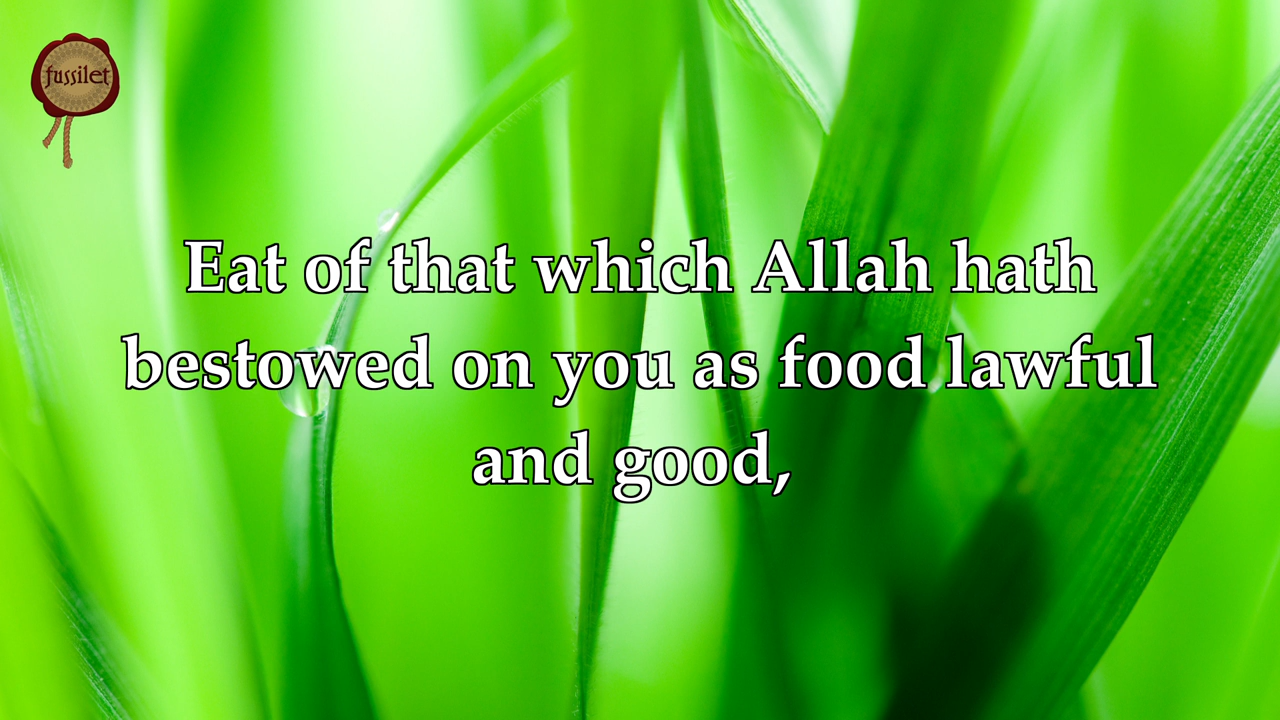 fussilet
Eat of that which Allah hath
bestowed on you as food lawful
and good,